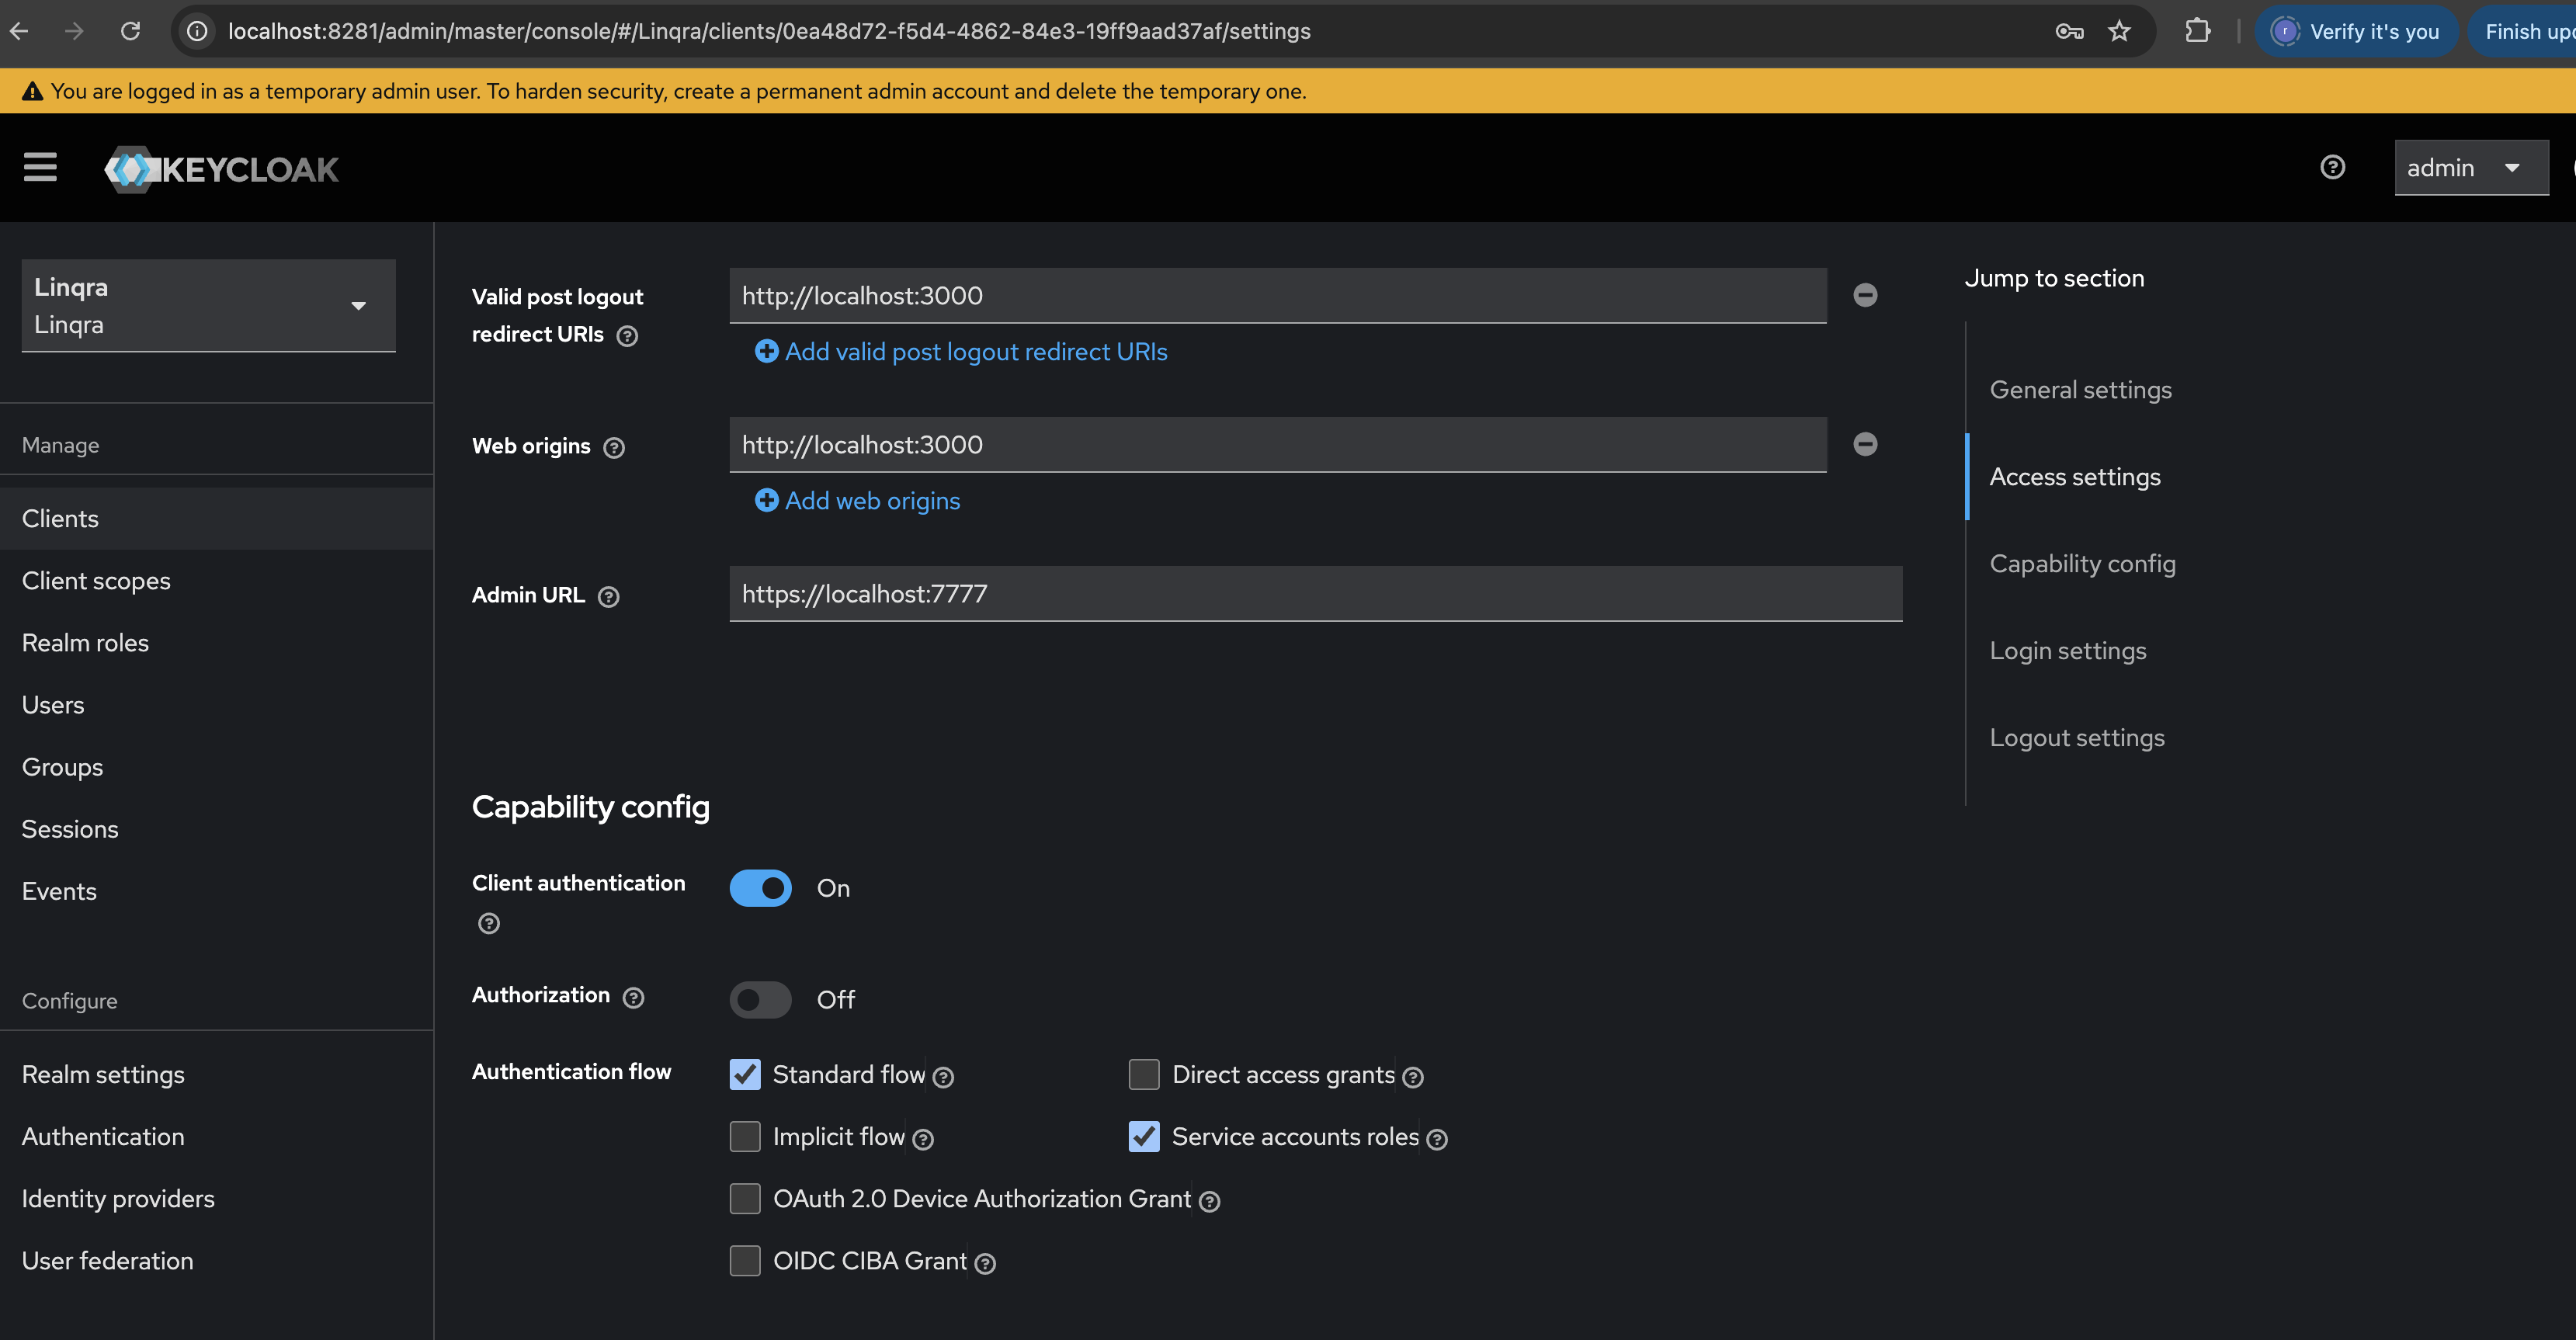 localhost:8281/admin/master/console/#/Linqra/clients/0ea48d72-f5d4-4862-84e3-19ff9aad37af/settings
r
Verify it's you
Finish up
You are logged in as a temporary admin user. To harden security, create a permanent admin account and delete the temporary one.
KEYCLOAK
admin
Linqra
Linqra
Manage
Clients
Client scopes
Realm roles
Users
Groups
Sessions
Events
Configure
Realm settings
Authentication
Identity providers
User federation
Valid post logout
redirect URIs
http://localhost:3000
Add valid post logout redirect URIs
Web origins
http://localhost:3000
Add web origins
Admin URL
https://localhost:7777
Capability config
Client authentication
On
Authorization
Off
Authentication flow
Standard flow
Direct access grants
Implicit flow
Service accounts roles
OAuth 2.0 Device Authorization Grant
OIDC CIBA Grant
Jump to section
General settings
Access settings
Capability config
Login settings
Logout settings